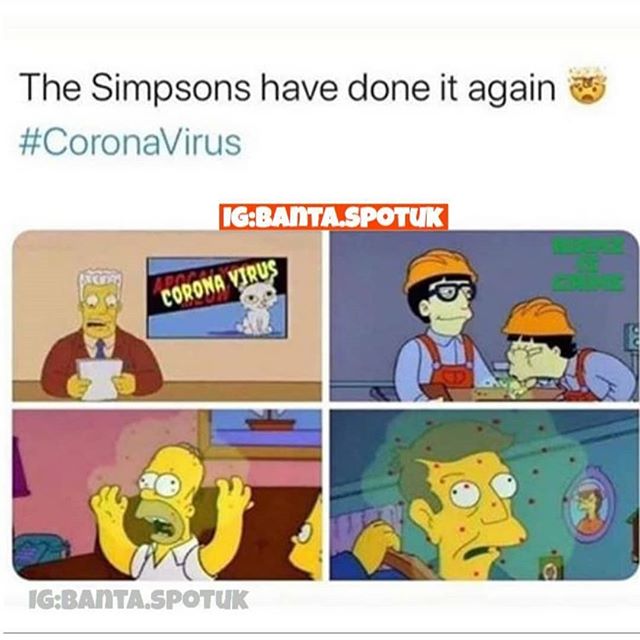 The Simpsons have done it again 🤯
#CoronaVirus
IG:BANTA.SPOTUK
CORONA VIRUS
IG:BANTA.SPOTUK